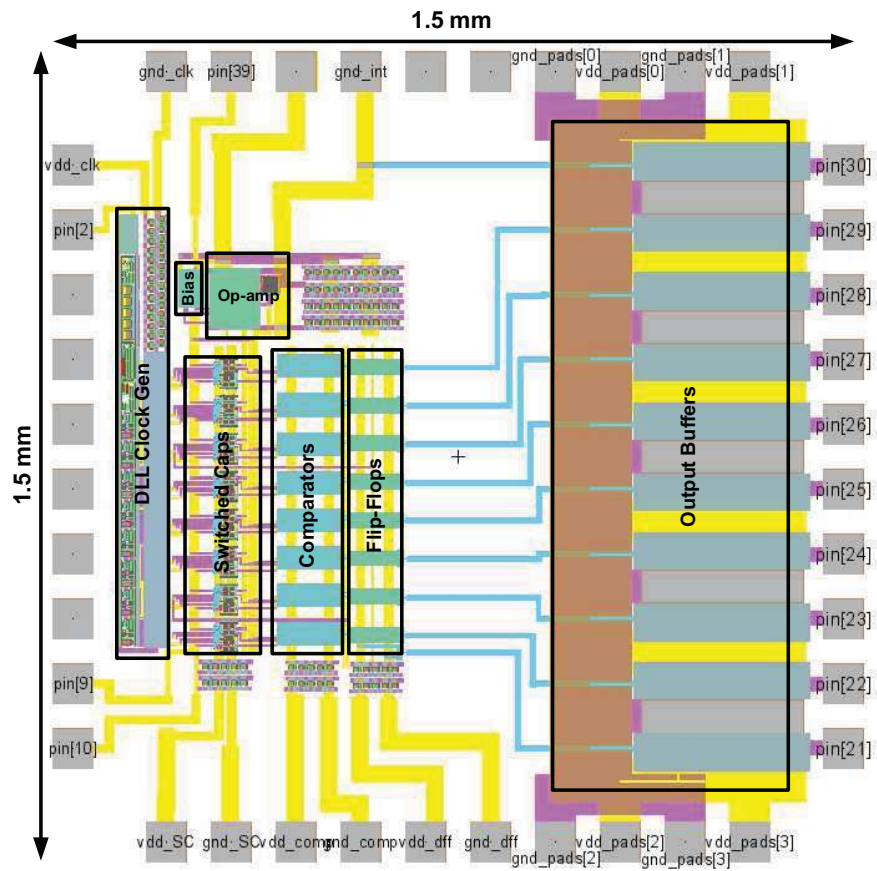 1.5 mm
gnd_pads[0]
gnd_pads[1]
gnd_clk
pin[39]
gnd_int
vdd_pads[0]
vdd_pads[1]
1.5 mm
vdd_clk
pin[2]
pin[9]
pin[10]
DLL Clock Gen
Bias
Op-amp
Switched Caps
Comparators
Flip-Flops
Output Buffers
pin[30]
pin[29]
pin[28]
pin[27]
pin[26]
pin[25]
pin[24]
pin[23]
pin[22]
pin[21]
vdd_SC
gnd_SC
vdd_comp
gnd_comp
vdd_dff
gnd_dff
vdd_pads[2]
vdd_pads[3]
gnd_pads[2]
gnd_pads[3]